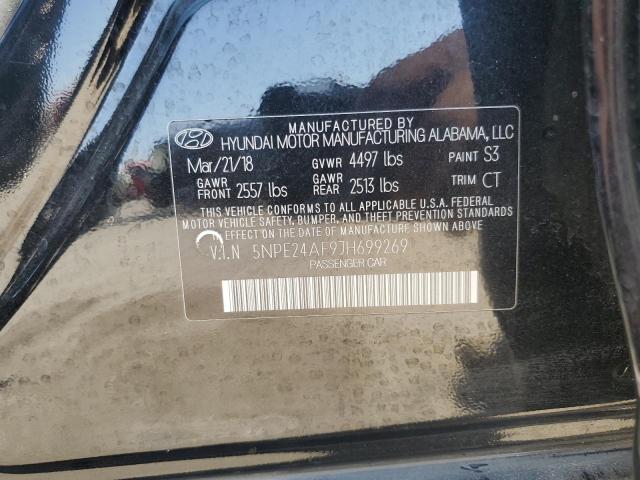 MANUFACTURED BY
HYUNDAI MOTOR MANUFACTURING ALABAMA, LLC
Mar/21/18 GVWR 4497 lbs PAINT S3
GAWR FRONT 2557 lbs GAWR REAR 2513 lbs TRIM CT
THIS VEHICLE CONFORMS TO ALL APPLICABLE U.S.A. FEDERAL
MOTOR VEHICLE SAFETY, BUMPER, AND THEFT PREVENTION STANDARDS
IN EFFECT ON THE DATE OF MANUFACTURE SHOWN ABOVE
V.I.N 5NPE24AF9JH699269
PASSENGER CAR